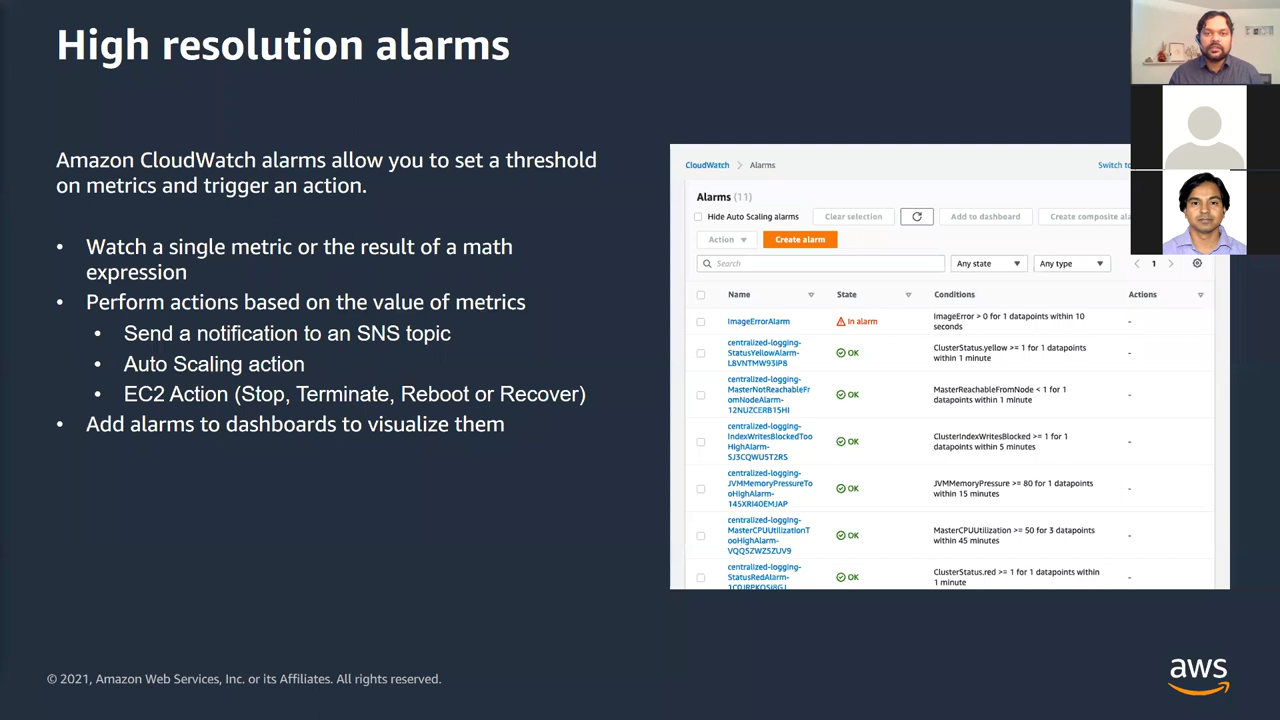 High resolution alarms
Amazon CloudWatch alarms allow you to set a threshold
on metrics and trigger an action.
• Watch a single metric or the result of a math
expression
• Perform actions based on the value of metrics
• Send a notification to an SNS topic
• Auto Scaling action
• EC2 Action (Stop, Terminate, Reboot or Recover)
• Add alarms to dashboards to visualize them
CloudWatch > Alarms
Switch to
Alarms (11)
Hide Auto Scaling alarms
Clear selection
Add to dashboard
Create composite ala
Action
Create alarm
Search
Any state
Any type
1
Name
State
Conditions
Actions
ImageErrorAlarm
In alarm
ImageError > 0 for 1 datapoints within 10
seconds
-
centralized-logging-
StatusYellowAlarm-
L8VNTMW93IP8
OK
ClusterStatus.yellow >= 1 for 1 datapoints
within 1 minute
-
centralized-logging-
MasterNotReachableFr
omNodeAlarm-
12NUZCERB15HI
OK
MasterReachableFromNode < 1 for 1
datapoints within 1 minute
-
centralized-logging-
IndexWritesBlockedToo
HighAlarm-
SJ3CQWU5T2R5
OK
ClusterIndexWritesBlocked >= 1 for 1
datapoints within 5 minutes
-
centralized-logging-
JVMMemoryPressureTo
oHighAlarm-
145XRI40EMJAP
OK
JVMMemoryPressure >= 80 for 1 datapoints
within 15 minutes
-
centralized-logging-
MasterCPUUtilizationT
ooHighAlarm-
VQQ5ZWZ5ZUV9
OK
MasterCPUUtilization >= 50 for 3 datapoints
within 45 minutes
-
centralized-logging-
StatusRedAlarm-
OK
ClusterStatus.red >= 1 for 1 datapoints within
1 minute
-
© 2021, Amazon Web Services, Inc. or its Affiliates. All rights reserved.
aws